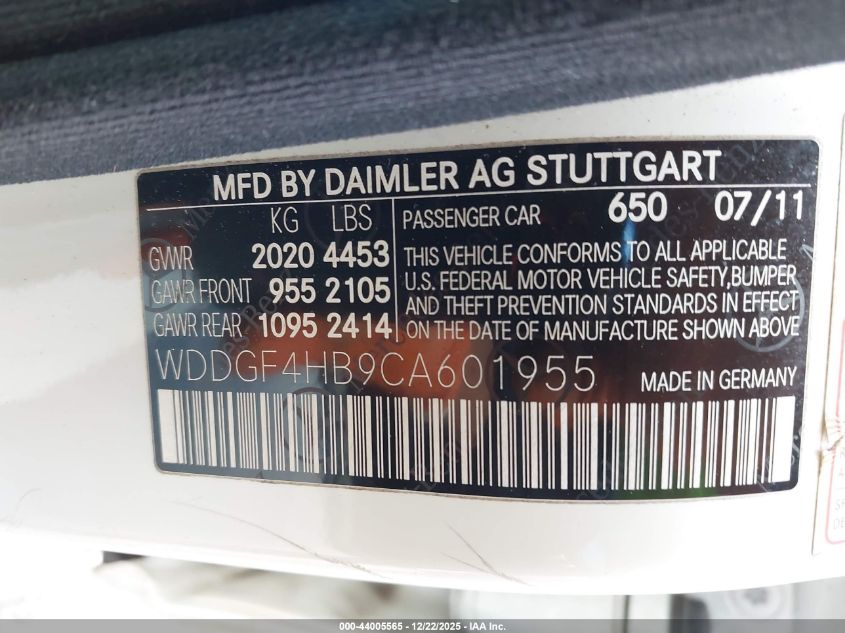 MFD BY DAIMLER AG STUTTGART
KG LBS
GVWR 2020 4453
GAWR FRONT 955 2105
GAWR REAR 1095 2414
PASSENGER CAR 650 07/11
THIS VEHICLE CONFORMS TO ALL APPLICABLE
U.S. FEDERAL MOTOR VEHICLE SAFETY,BUMPER
AND THEFT PREVENTION STANDARDS IN EFFECT
ON THE DATE OF MANUFACTURE SHOWN ABOVE
WDDGF4HB9CA601955 MADE IN GERMANY
000-44005565 - 12/22/2025 - IAA Inc.